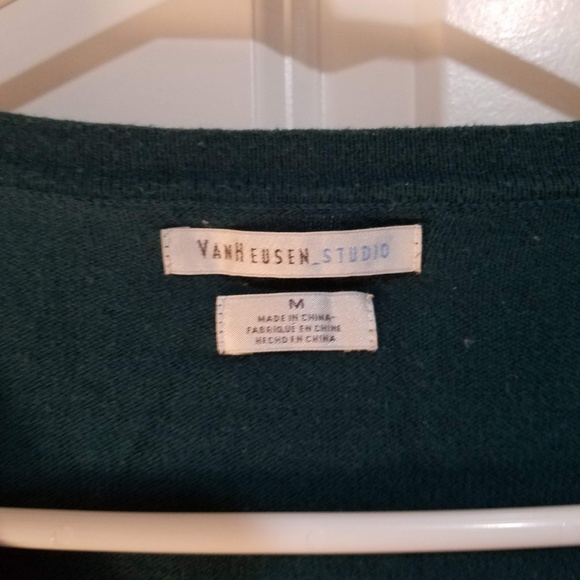 VANHEUSEN_STUDIO
M
MADE IN CHINA-
FABRIQUE EN CHINE
HECHO EN CHINA